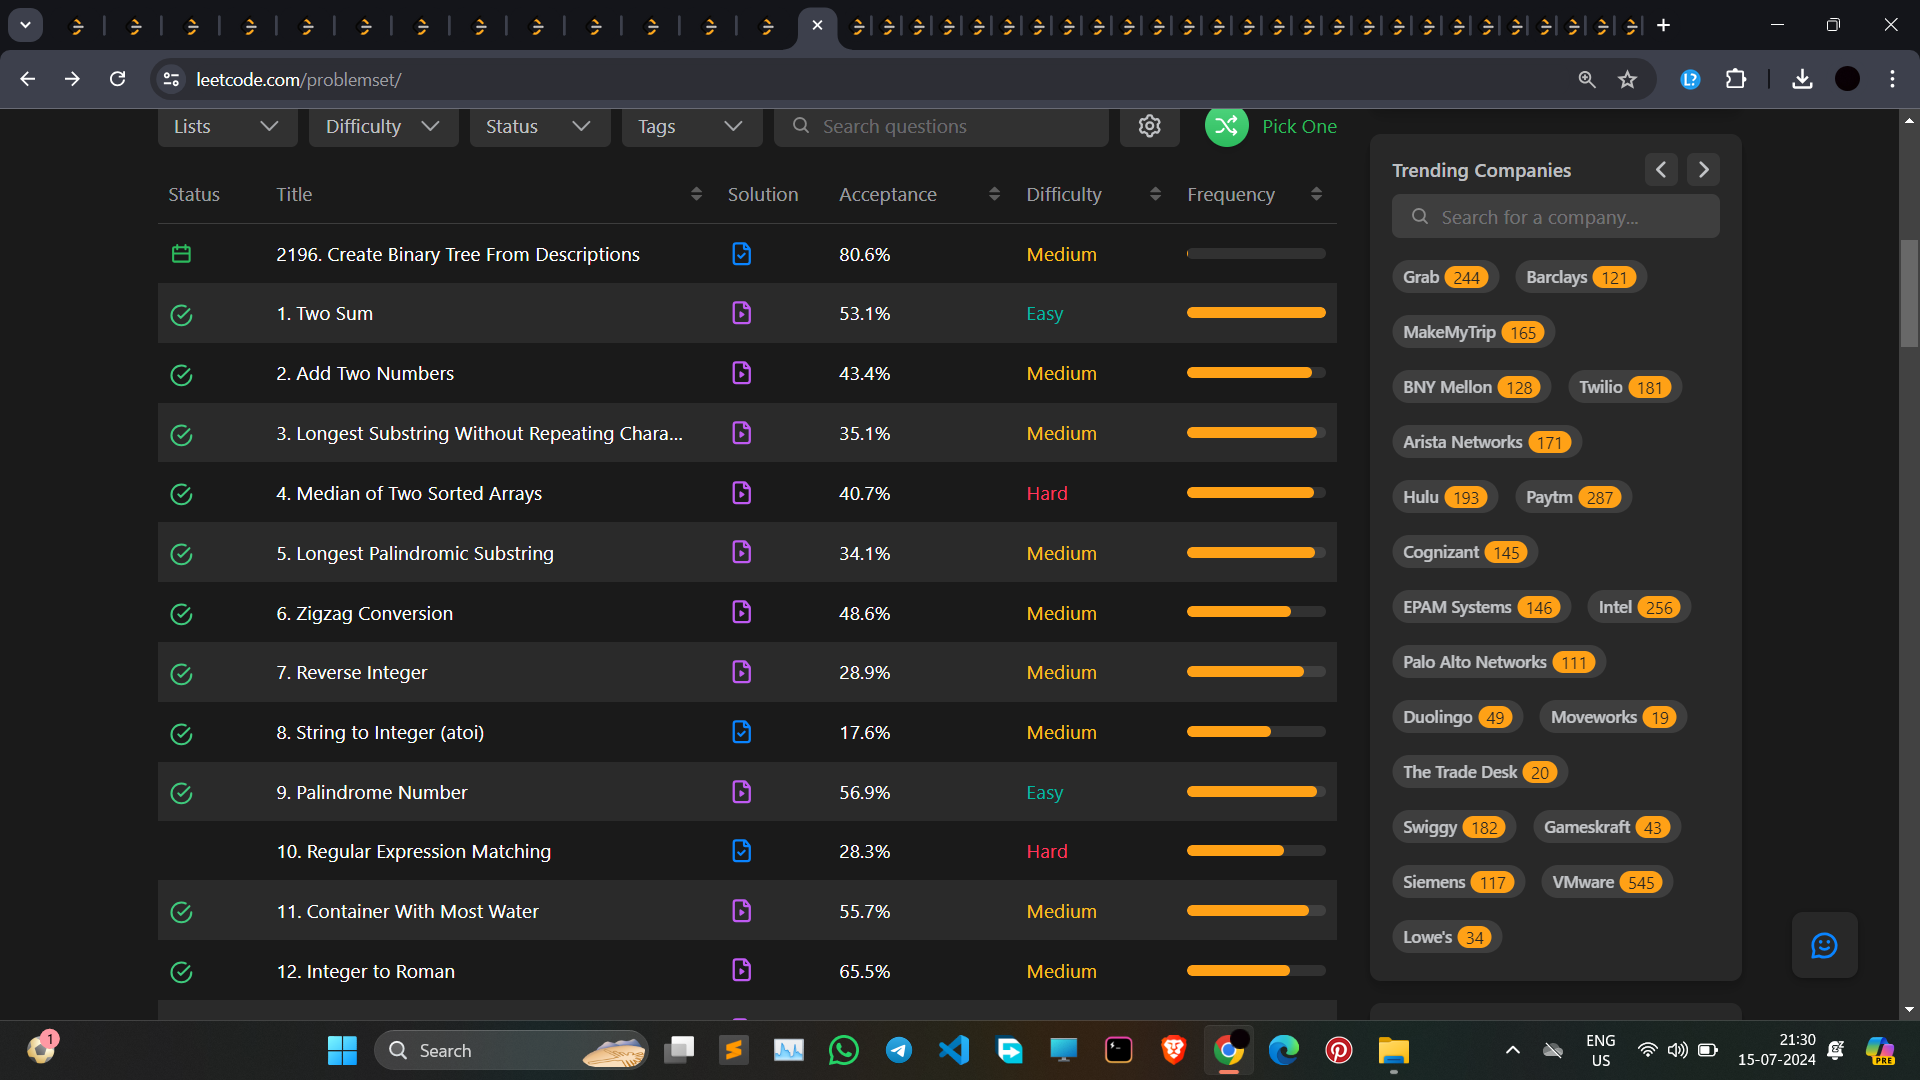 leetcode.com/problemset/
Lists Difficulty Status Tags Search questions Pick One
Status Title Solution Acceptance Difficulty Frequency
2196. Create Binary Tree From Descriptions 80.6% Medium
1. Two Sum 53.1% Easy
2. Add Two Numbers 43.4% Medium
3. Longest Substring Without Repeating Chara... 35.1% Medium
4. Median of Two Sorted Arrays 40.7% Hard
5. Longest Palindromic Substring 34.1% Medium
6. Zigzag Conversion 48.6% Medium
7. Reverse Integer 28.9% Medium
8. String to Integer (atoi) 17.6% Medium
9. Palindrome Number 56.9% Easy
10. Regular Expression Matching 28.3% Hard
11. Container With Most Water 55.7% Medium
12. Integer to Roman 65.5% Medium
Trending Companies
Search for a company...
Grab 244 Barclays 121
MakeMyTrip 165
BNY Mellon 128 Twilio 181
Arista Networks 171
Hulu 193 Paytm 287
Cognizant 145
EPAM Systems 146 Intel 256
Palo Alto Networks 111
Duolingo 49 Moveworks 19
The Trade Desk 20
Swiggy 182 Gameskraft 43
Siemens 117 VMware 545
Lowe's 34
1
Search
ENG
US
21:30
15-07-2024
PRE